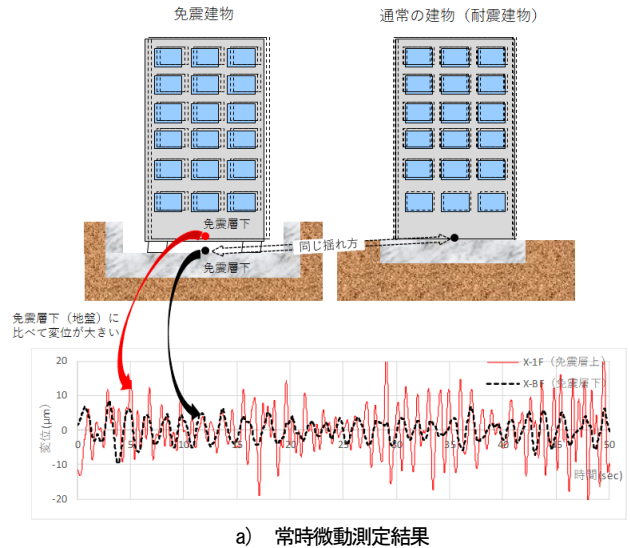 免震建物
通常の建物（耐震建物）
免震層下
同じ揺れ方
免震層下
免震層下（地盤）に
比べて変位が大きい
X-1F（免震層上）
X-BF（免震層下）
変位(μm)
20
10
0
-10
-20
0
5
10
15
20
25
30
35
40
45
50
時間(sec)
a) 常時微動測定結果